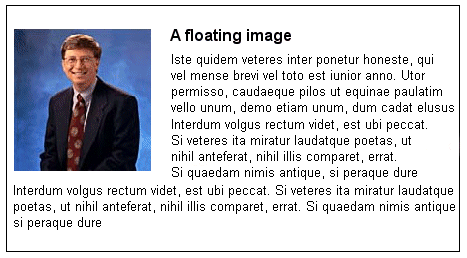 A floating image
Iste quidem veteres inter ponetur honeste, qui
vel mense brevi vel toto est iunior anno. Utor
permisso, caudaeque pilos ut equinae paulatim
vello unum, demo etiam unum, dum cadat elusus
Interdum volgus rectum videt, est ubi peccat.
Si veteres ita miratur laudatque poetas, ut
nihil anteferat, nihil illis comparet, errat.
Si quaedam nimis antique, si peraque dure
Interdum volgus rectum videt, est ubi peccat. Si veteres ita miratur laudatque
poetas, ut nihil anteferat, nihil illis comparet, errat. Si quaedam nimis antique
si peraque dure